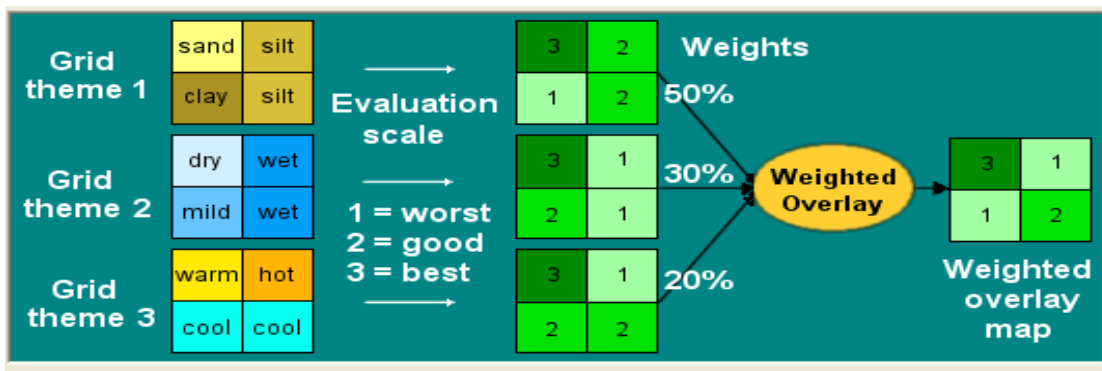 Grid
theme 1
sand silt
clay silt
Evaluation
scale
3 2
1 2
Weights
50%
Grid
theme 2
dry wet
mild wet
1 = worst
2 = good
3 = best
3 1
2 1
30%
Weighted
Overlay
3 1
1 2
Weighted
overlay
map
Grid
theme 3
warm hot
cool cool
3 1
2 2
20%